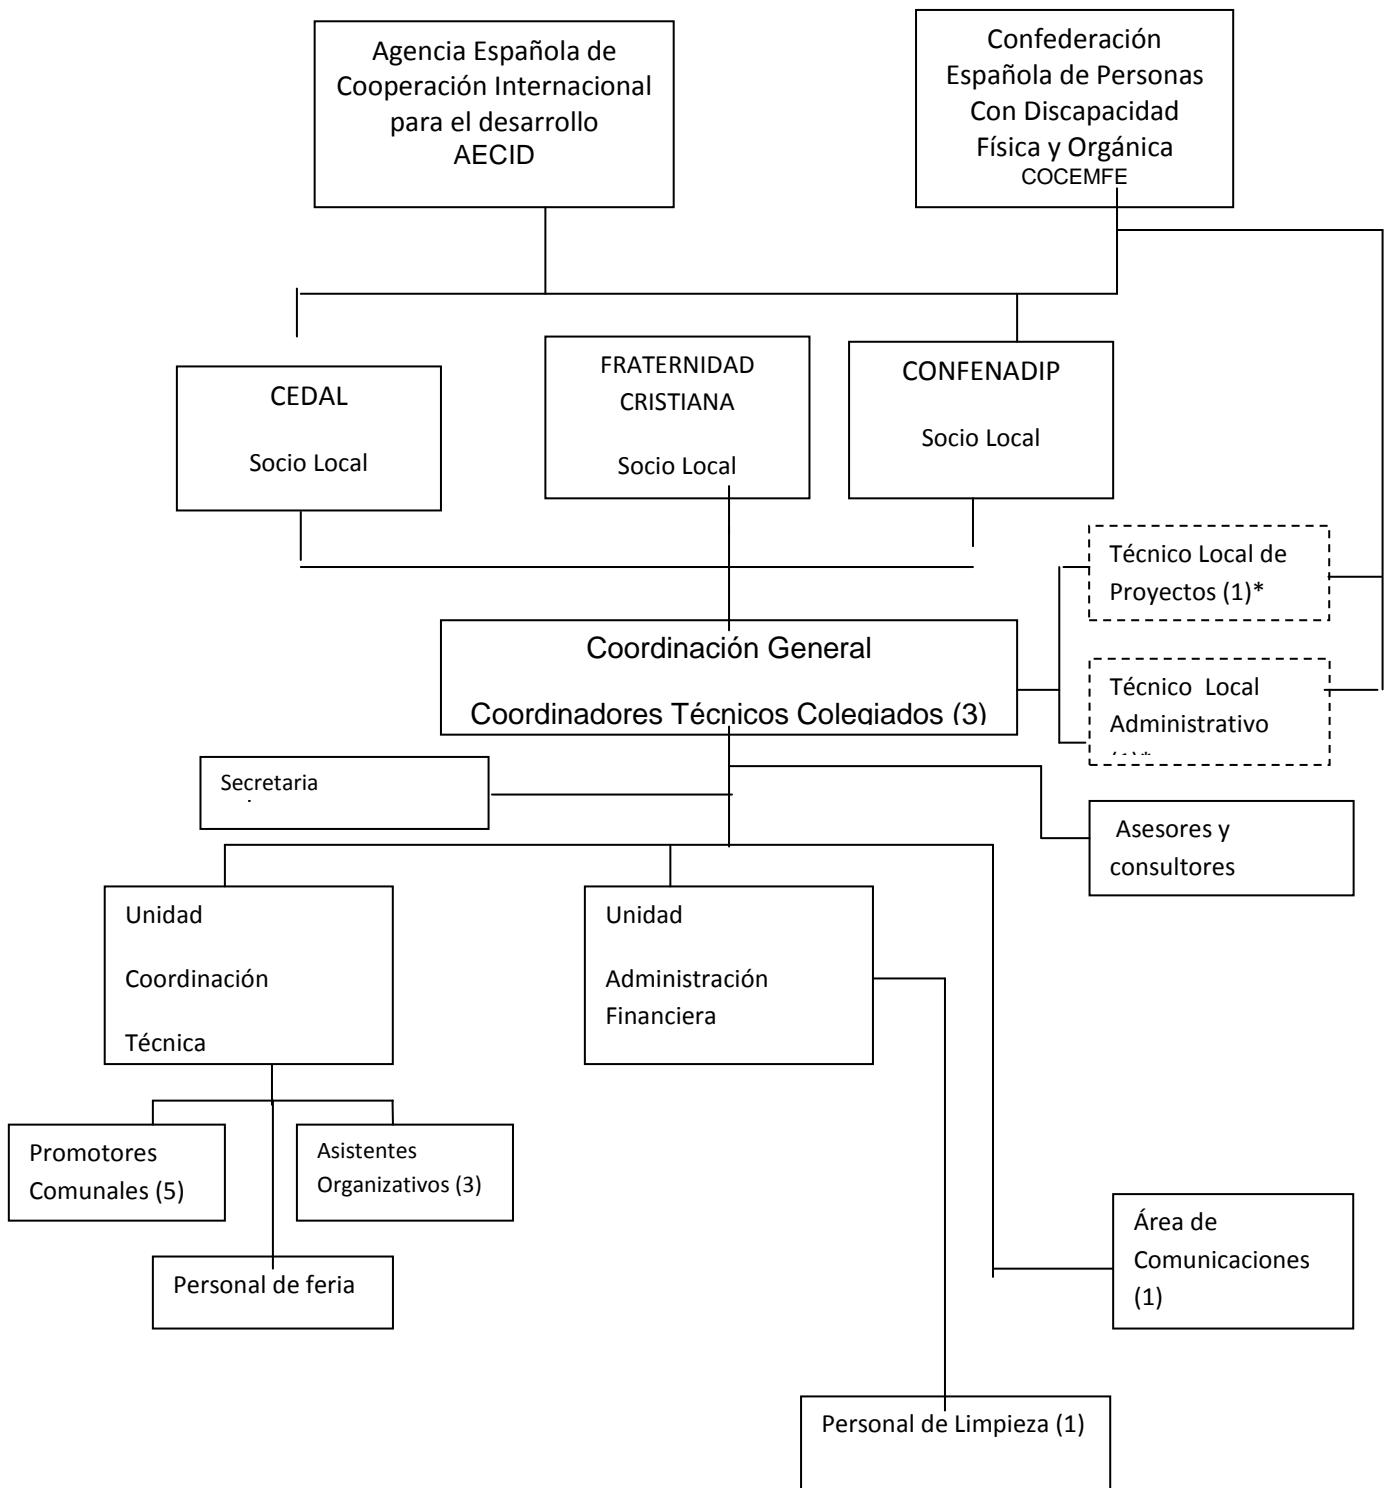 Agencia Española de
Cooperación Internacional
para el desarrollo
AECID
Confederación
Española de Personas
Con Discapacidad
Física y Orgánica
COCEMFE
CEDAL
Socio Local
FRATERNIDAD
CRISTIANA
Socio Local
CONFENADIP
Socio Local
Técnico Local de
Proyectos (1)*
Coordinación General
Coordinadores Técnicos Colegiados (3)
Técnico Local
Administrativo
Secretaria
Asesores y
consultores
Unidad
Coordinación
Técnica
Unidad
Administración
Financiera
Promotores
Comunales (5)
Asistentes
Organizativos (3)
Personal de feria
Área de
Comunicaciones
(1)
Personal de Limpieza (1)